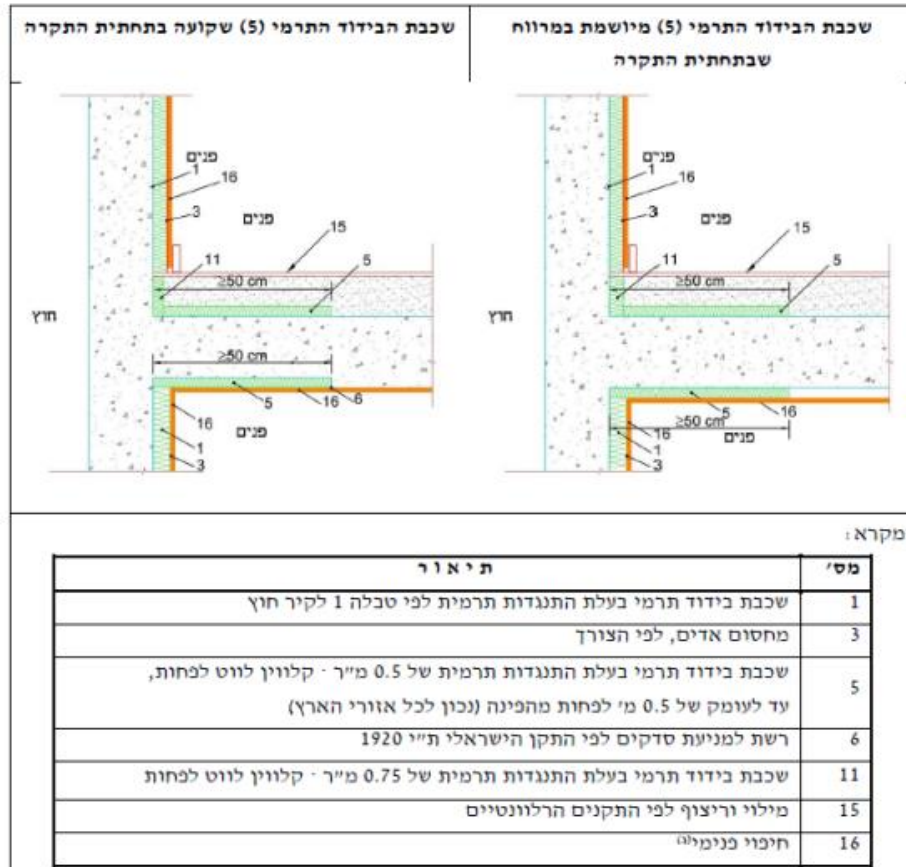 שכבת הבידוד התרמי (5) מיושמת במרווח
שבתחתית התקרה
שכבת הבידוד התרמי (5) שקועה בתחתית התקרה
פנים
1
16
3
פנים
15
11
≥50 cm
5
חוץ
≥50 cm
5
16
6
16
1
פנים
3
פנים
1
16
3
פנים
15
11
≥50 cm
5
חוץ
5
16
16
≥50 cm
פנים
1
3
מקרא:
מס' תיאור
1 שכבת בידוד תרמי בעלת התנגדות תרמית לפי טבלה 1 לקיר חוץ
3 מחסום אדים, לפי הצורך
5 שכבת בידוד תרמי בעלת התנגדות תרמית של 0.5 מ"ר · קלווין לווט לפחות,
עד לעומק של 0.5 מ' לפחות מהפינה (נכון לכל אזורי הארץ)
6 רשת למניעת סדקים לפי התקן הישראלי ת"י 1920
11 שכבת בידוד תרמי בעלת התנגדות תרמית של 0.75 מ"ר · קלווין לווט לפחות
15 מילוי וריצוף לפי התקנים הרלוונטיים
16 חיפוי פנימי